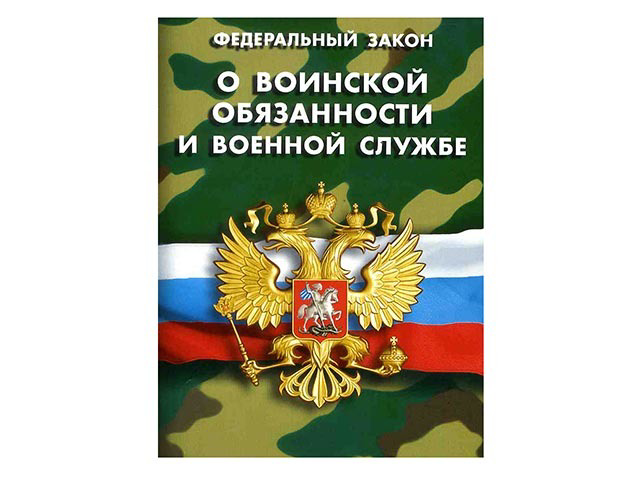 ФЕДЕРАЛЬНЫЙ ЗАКОН
О ВОИНСКОЙ
ОБЯЗАННОСТИ
И ВОЕННОЙ СЛУЖБЕ